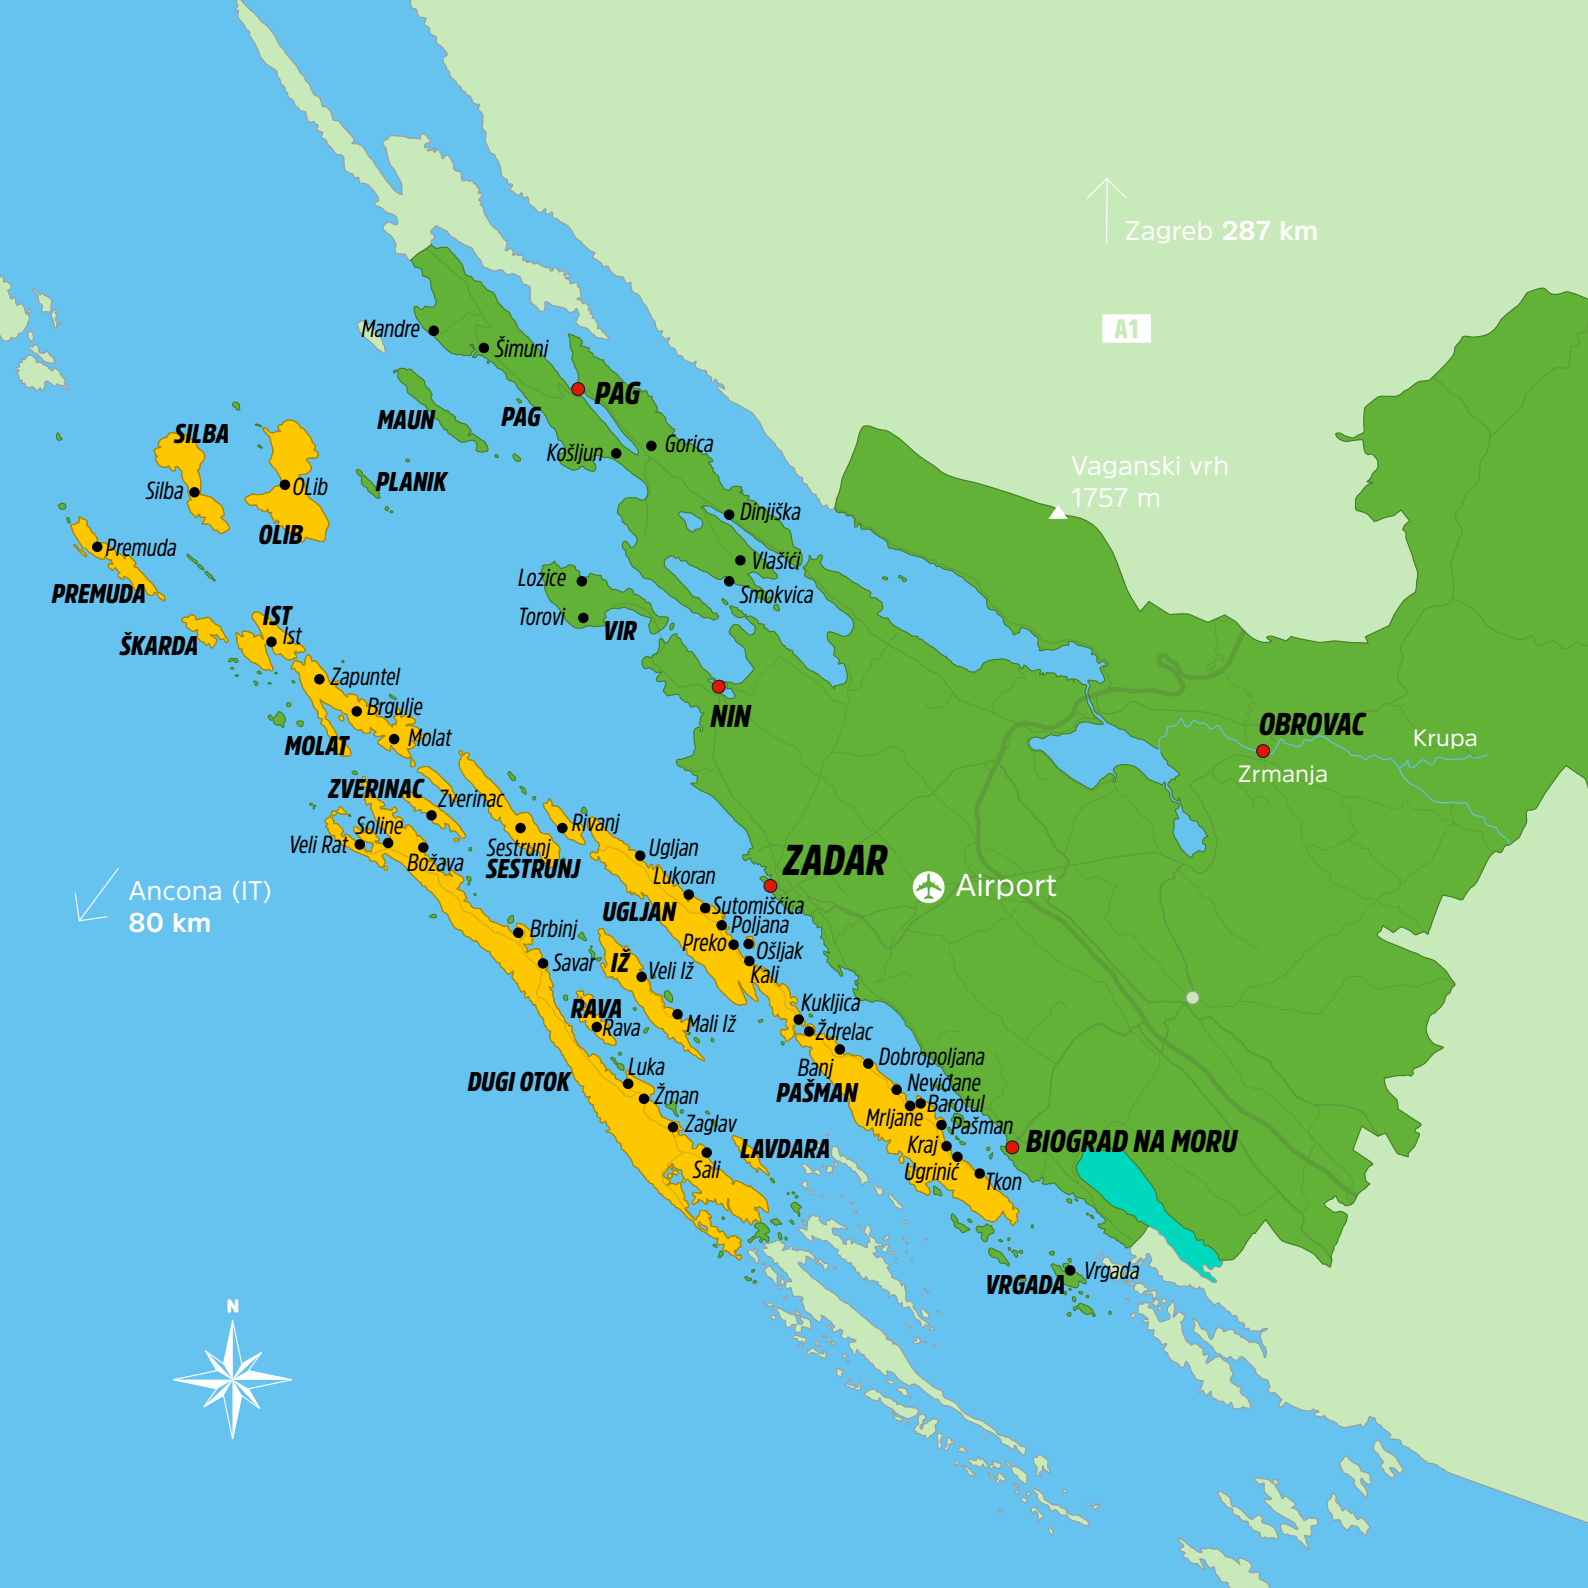 Zagreb 287 km
A1
Mandre
Šimuni
PAG
MAUN
PAG
Košljun
Gorica
SILBA
Silba
OLib
OLIB
PLANIK
Vaganski vrh
1757 m
Dinjiška
Vlašići
Smokvica
Premuda
PREMUDA
Lozice
Torovi
VIR
IST
Ist
ŠKARDA
Zapuntel
Brgulje
MOLAT
Molat
NIN
OBROVAC
Krupa
Zrmanja
ZVERINAC
Zverinac
Soline
Veli Rat
Božava
Sestrunj
SESTRUNJ
Rivanj
Ugljan
Lukoran
ZADAR
Airport
Ancona (IT)
80 km
UGLJAN
Sutomišćica
Poljana
Preko
Ošljak
Kali
Brbinj
Savar
IŽ
Veli Iž
RAVA
Rava
Mali Iž
Kukljica
Ždrelac
Banj
Dobropoljana
PAŠMAN
Neviđane
Barotul
Mrljane
Pašman
Kraj
Ugrinić
Tkon
DUGI OTOK
Luka
Žman
Zaglav
LAVDARA
Sali
BIOGRAD NA MORU
VRGADA
Vrgada
N